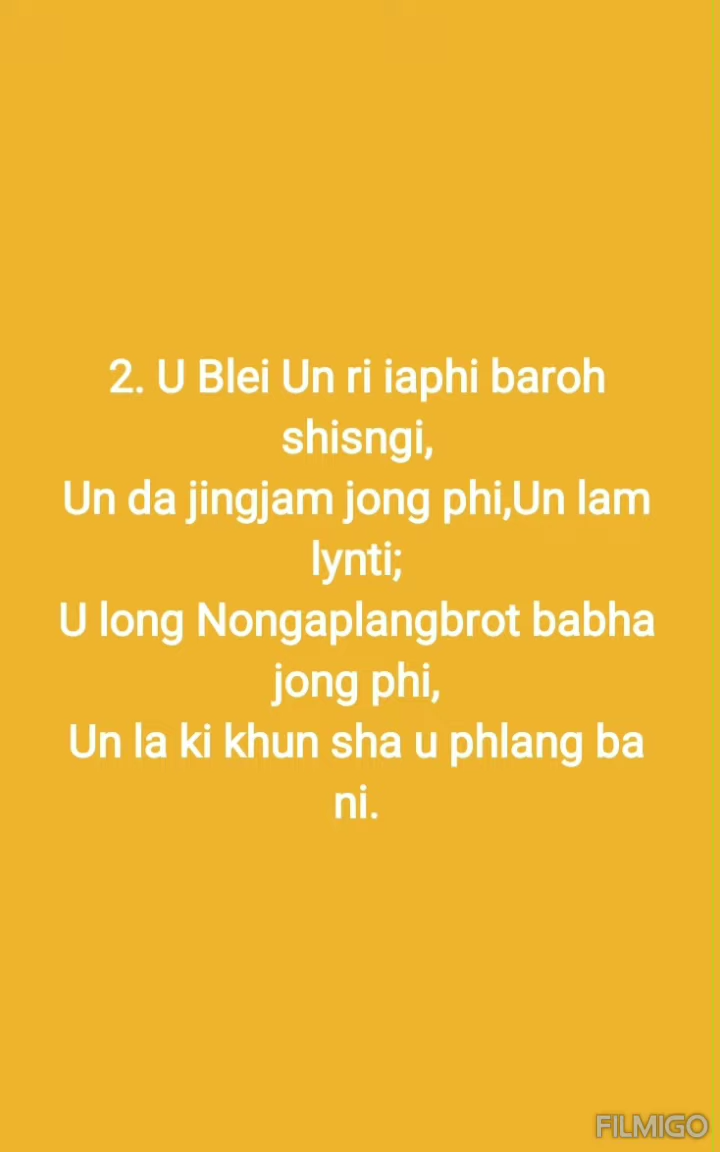 2. U Blei Un ri iaphi baroh
shisngi,
Un da jingjam jong phi,Un lam
lynti;
U long Nongaplangbrot babha
jong phi,
Un la ki khun sha u phlang ba
ni.
FILMIGO